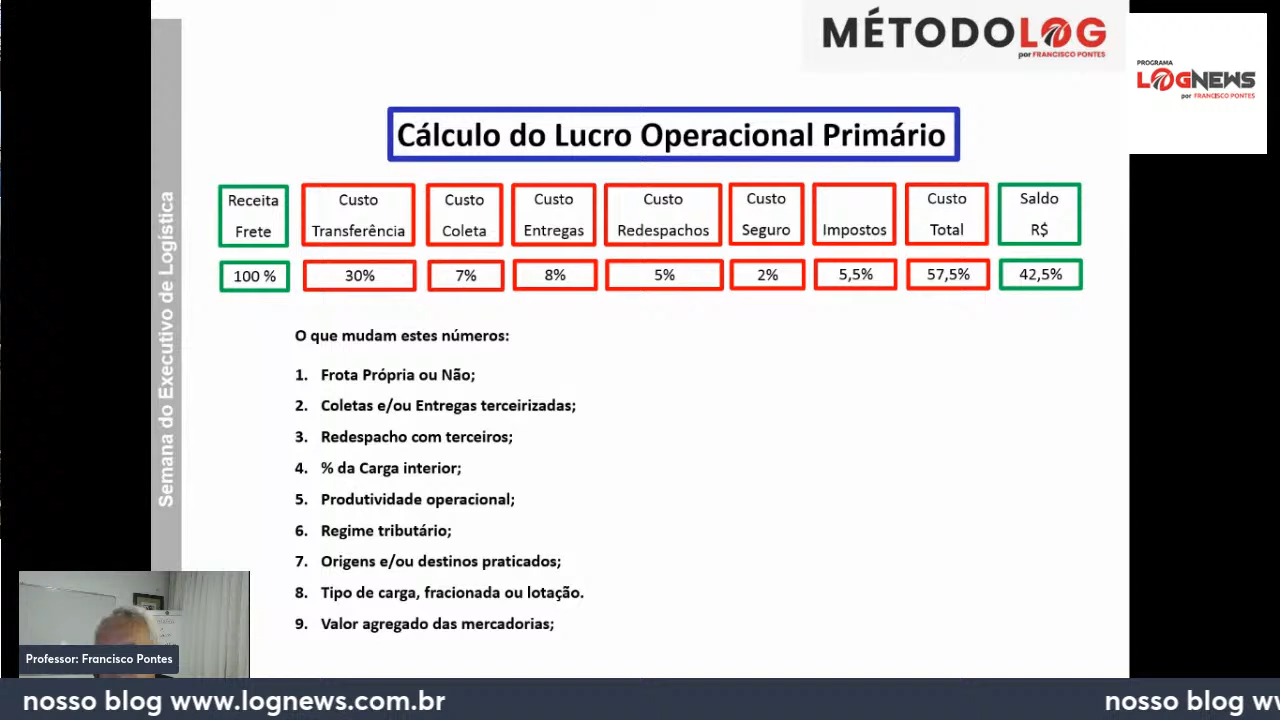 MÉTODOLOG
por FRANCISCO PONTES
PROGRAMA
LOGNEWS
por FRANCISCO PONTES
Semana do Executivo de Logística
Cálculo do Lucro Operacional Primário
Receita Frete
Custo Transferência
Custo Coleta
Custo Entregas
Custo Redespachos
Custo Seguro
Impostos
Custo Total
Saldo R$
100 % 30% 7% 8% 5% 2% 5,5% 57,5% 42,5%
O que mudam estes números:
1. Frota Própria ou Não;
2. Coletas e/ou Entregas terceirizadas;
3. Redespacho com terceiros;
4. % da Carga interior;
5. Produtividade operacional;
6. Regime tributário;
7. Origens e/ou destinos praticados;
8. Tipo de carga, fracionada ou lotação.
9. Valor agregado das mercadorias;
Professor: Francisco Pontes
nosso blog www.lognews.com.br
nosso blog